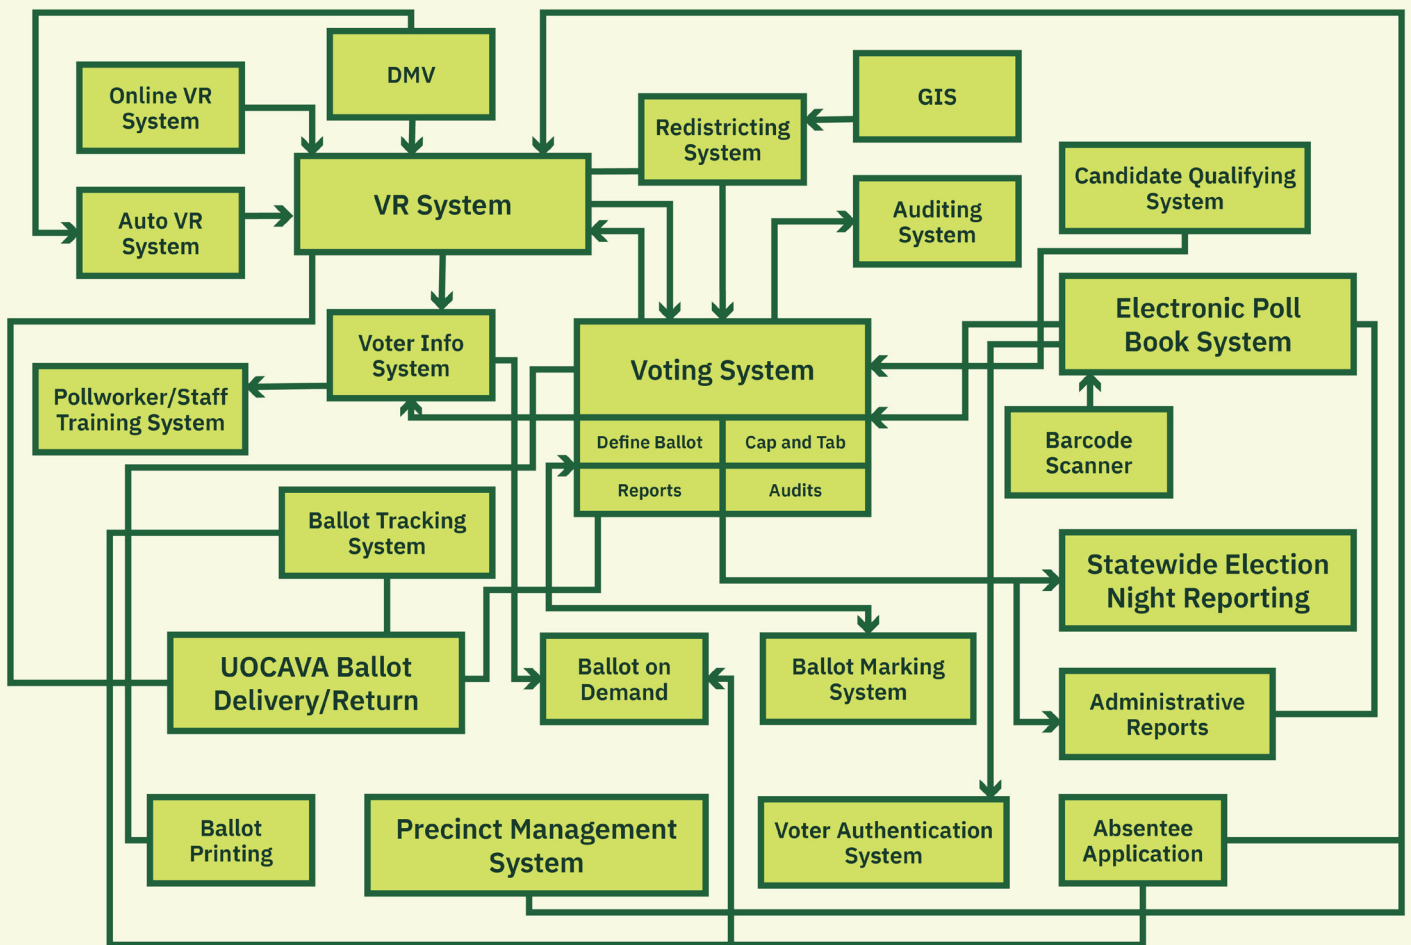 DMV
Online VR
System
GIS
Redistricting
System
Candidate Qualifying
System
VR System
Auto VR
System
Auditing
System
Electronic Poll
Book System
Voter Info
System
Voting System
Pollworker/Staff
Training System
Define Ballot
Cap and Tab
Barcode
Scanner
Reports
Audits
Ballot Tracking
System
Statewide Election
Night Reporting
UOCAVA Ballot
Delivery/Return
Ballot on
Demand
Ballot Marking
System
Administrative
Reports
Ballot
Printing
Precinct Management
System
Voter Authentication
System
Absentee
Application